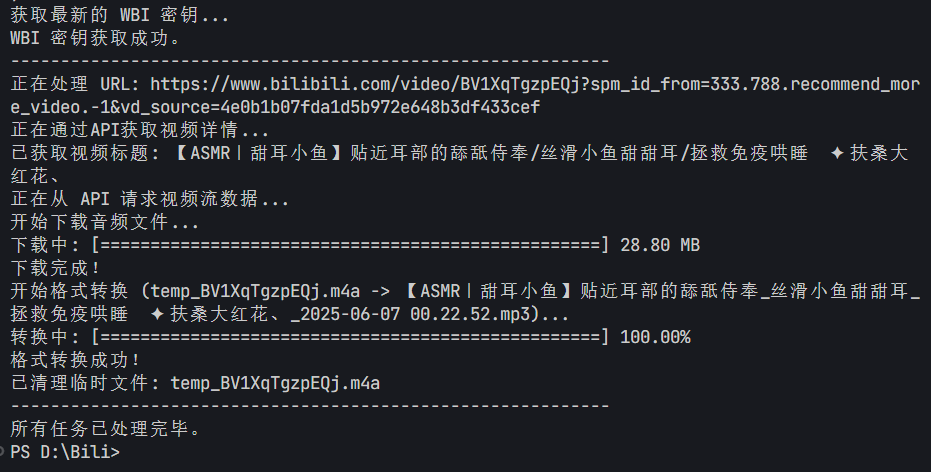 获取最新的 WBI 密钥...
WBI 密钥获取成功。
------------------------------------------------------------
正在处理 URL: https://www.bilibili.com/video/BV1XqTgzpEQj?spm_id_from=333.788.recommend_mor
e_video.-1&vd_source=4e0b1b07fda1d5b972e648b3df433cef
正在通过API获取视频详情...
已获取视频标题: 【ASMR丨甜耳小鱼】贴近耳部的舔舐侍奉/丝滑小鱼甜甜耳/拯救免疫哄睡 ✦扶桑大
红花、
正在从 API 请求视频流数据...
开始下载音频文件...
下载中: [==================================================] 28.80 MB
下载完成!
开始格式转换 (temp_BV1XqTgzpEQj.m4a -> 【ASMR丨甜耳小鱼】贴近耳部的舔舐侍奉_丝滑小鱼甜甜耳_
拯救免疫哄睡 ✦扶桑大红花、_2025-06-07 00.22.52.mp3)...
转换中: [==================================================] 100.00%
格式转换成功!
已清理临时文件: temp_BV1XqTgzpEQj.m4a
------------------------------------------------------------
所有任务已处理完毕。
PS D:\Bili>